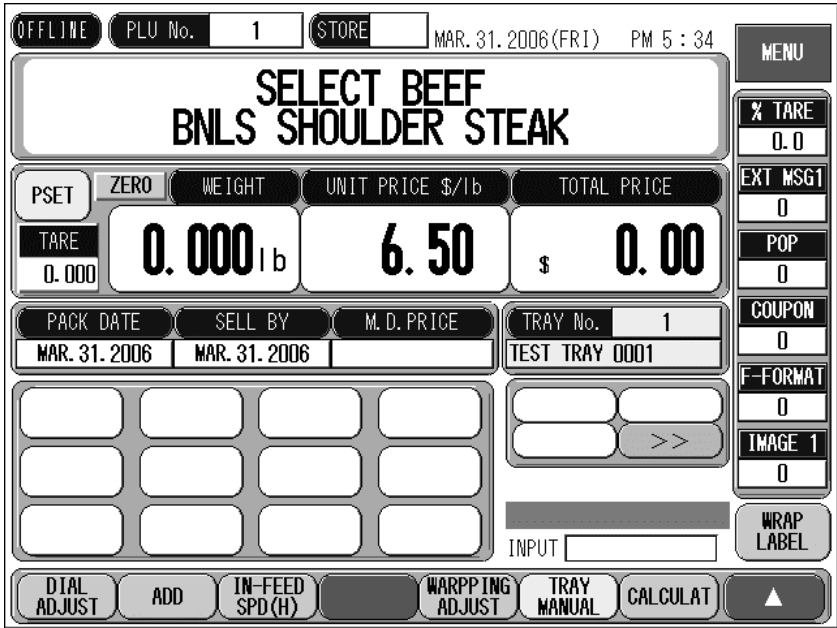 OFFLINE PLU No. 1 STORE MAR. 31. 2006(FRI) PM 5 : 34
MENU
SELECT BEEF
BNLS SHOULDER STEAK
% TARE
0.0
EXT MSG1
0
POP
0
COUPON
0
F-FORMAT
0
IMAGE 1
0
PSET ZERO WEIGHT UNIT PRICE $/lb TOTAL PRICE
TARE
0.000
0.000 lb 6.50 $ 0.00
PACK DATE SELL BY M.D.PRICE TRAY No. 1
MAR. 31. 2006 MAR. 31. 2006 TEST TRAY 0001
>>
INPUT
WRAP
LABEL
DIAL
ADJUST
ADD
IN-FEED
SPD(H)
WARPPING
ADJUST
TRAY
MANUAL
CALCULAT
▲